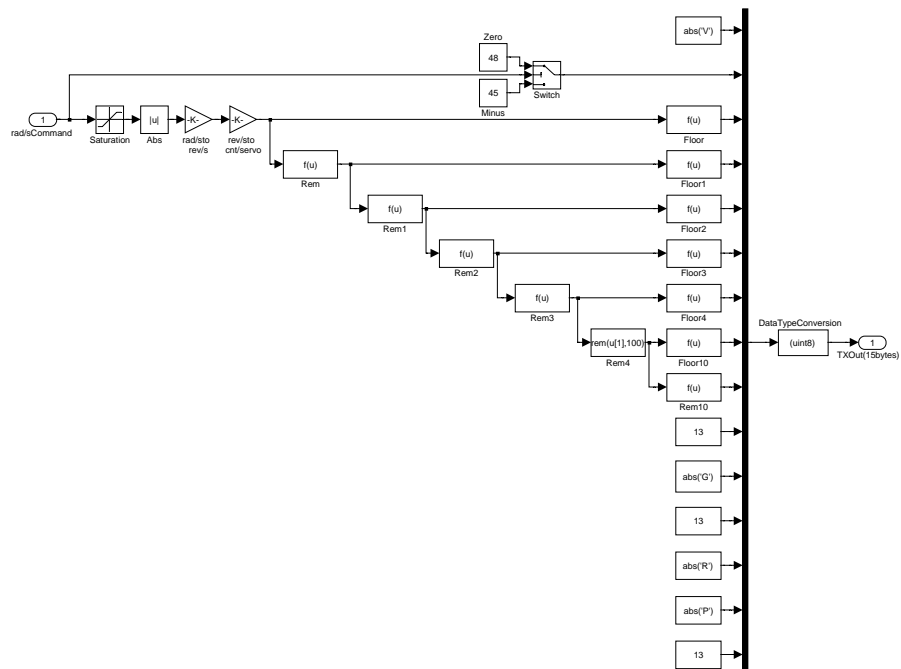 abs('V')
Zero
48
45
Switch
Minus
1
rad/sCommand
Saturation
|u|
Abs
-K-
rad/sto
rev/s
-K-
rev/sto
cnt/servo
f(u)
Floor
f(u)
Rem
f(u)
Floor1
f(u)
Rem1
f(u)
Floor2
f(u)
Rem2
f(u)
Floor3
f(u)
Rem3
f(u)
Floor4
rem(u[1],100)
Rem4
f(u)
Floor10
DataTypeConversion
(uint8)
1
TXOut(15bytes)
f(u)
Rem10
13
abs('G')
13
abs('R')
abs('P')
13